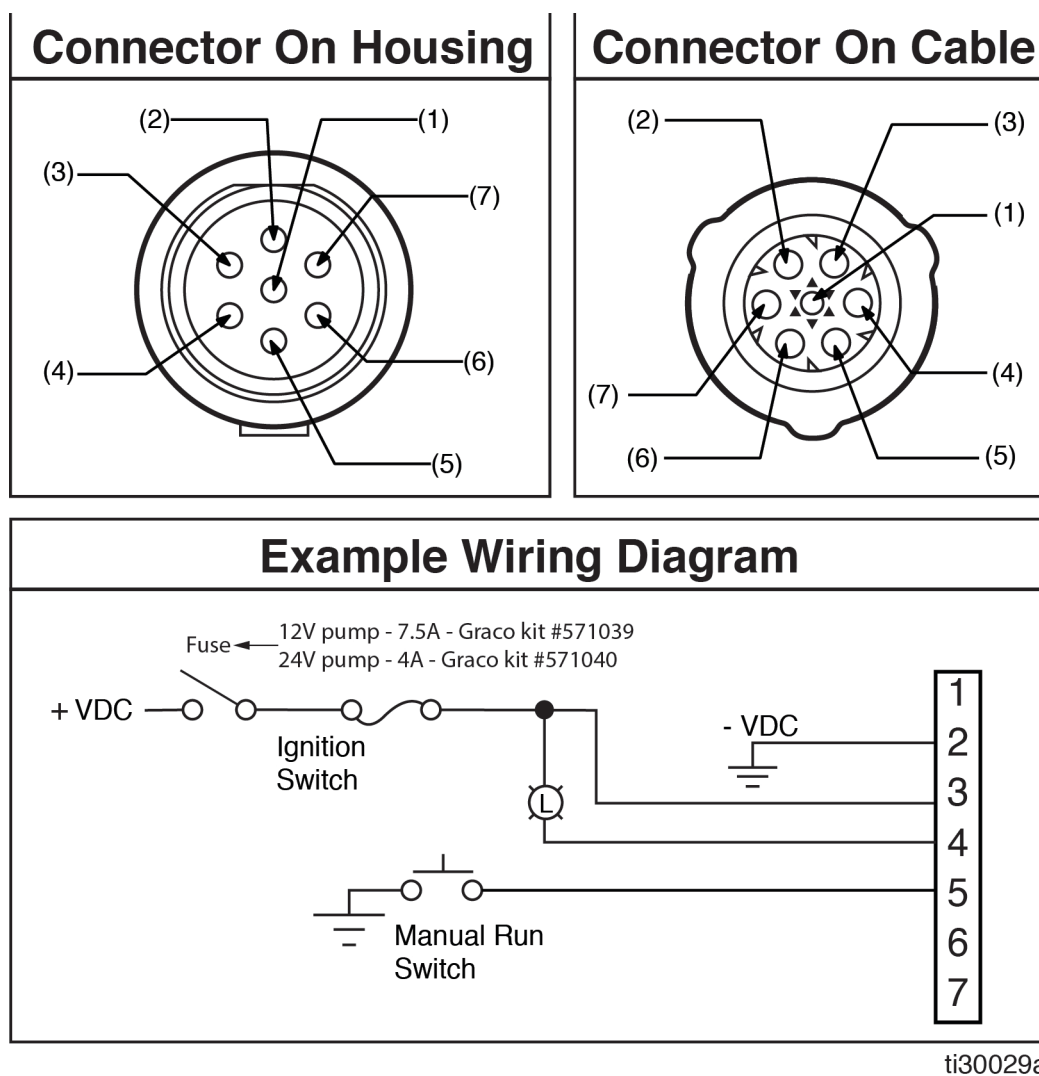 Connector On Housing
(2)
(1)
(3)
(7)
(4)
(6)
(5)
Connector On Cable
(2)
(3)
(1)
(7)
(4)
(6)
(5)
Example Wiring Diagram
Fuse
12V pump - 7.5A - Graco kit #571039
24V pump - 4A - Graco kit #571040
+ VDC
Ignition
Switch
L
- VDC
Manual Run
Switch
1
2
3
4
5
6
7
ti30029a